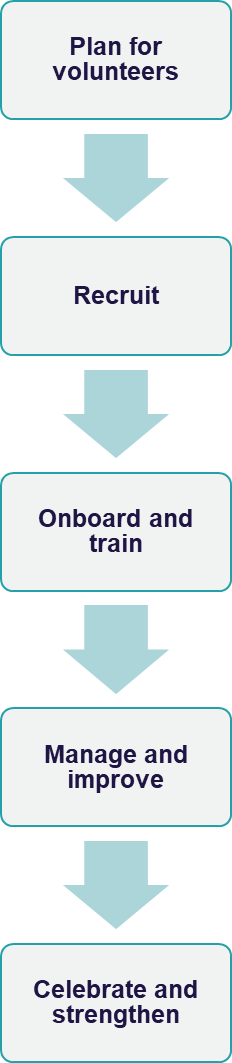 Plan for
volunteers
Recruit
Onboard and
train
Manage and
improve
Celebrate and
strengthen